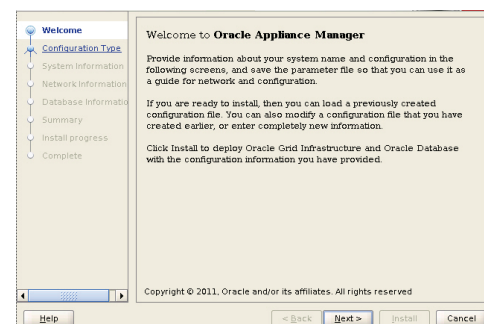 Welcome
Configuration Type
System Information
Network Information
Database Informatio
Summary
Install progress
Complete
Welcome to Oracle Appliance Manager
Provide information about your system name and configuration in the
following screens, and save the parameter file so that you can use it as
a guide for network and configuration.
If you are ready to install, then you can load a previously created
configuration file. You can also modify a configuration file that you have
created earlier, or enter completely new information.
Click Install to deploy Oracle Grid Infrastructure and Oracle Database
with the configuration information you have provided.
Copyright © 2011, Oracle and/or its affiliates. All rights reserved
Help
< Back
Next >
Install
Cancel